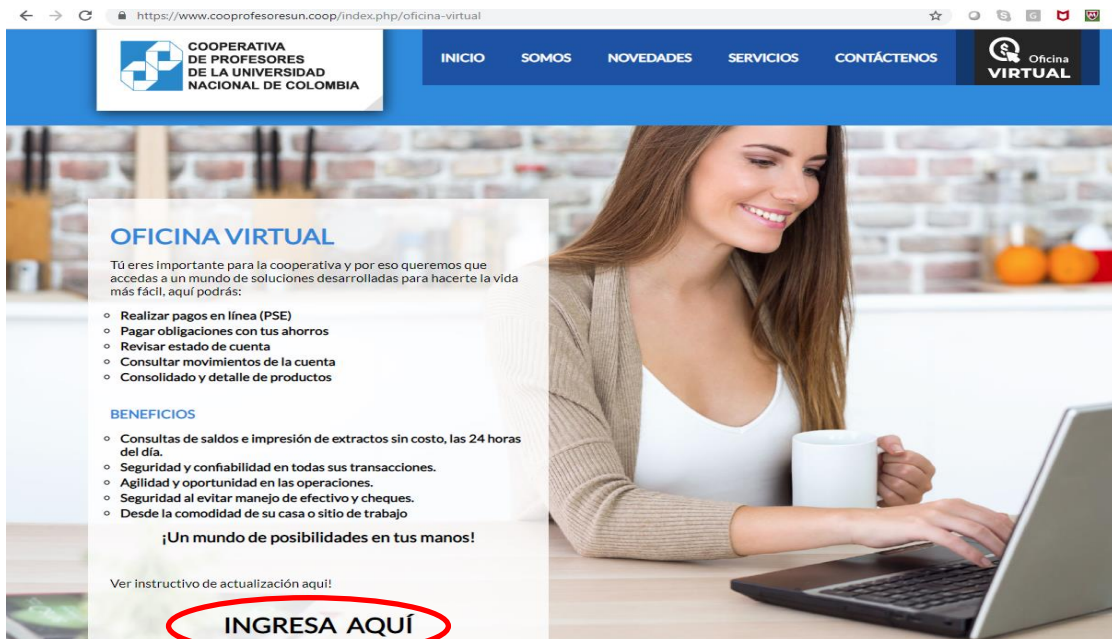 https://www.cooprofesoresun.coop/index.php/oficina-virtual
COOPERATIVA
DE PROFESORES
DE LA UNIVERSIDAD
NACIONAL DE COLOMBIA
INICIO SOMOS NOVEDADES SERVICIOS CONTÁCTENOS
Oficina
VIRTUAL
OFICINA VIRTUAL
Tú eres importante para la cooperativa y por eso queremos que
accedas a un mundo de soluciones desarrolladas para hacerte la vida
más fácil, aquí podrás:
Realizar pagos en línea (PSE)
Pagar obligaciones con tus ahorros
Revisar estado de cuenta
Consultar movimientos de la cuenta
Consolidado y detalle de productos
BENEFICIOS
Consultas de saldos e impresión de extractos sin costo, las 24 horas
del día.
Seguridad y confiabilidad en todas sus transacciones.
Agilidad y oportunidad en las operaciones.
Seguridad al evitar manejo de efectivo y cheques.
Desde la comodidad de su casa o sitio de trabajo
¡Un mundo de posibilidades en tus manos!
Ver instructivo de actualización aqui!
INGRESA AQUÍ